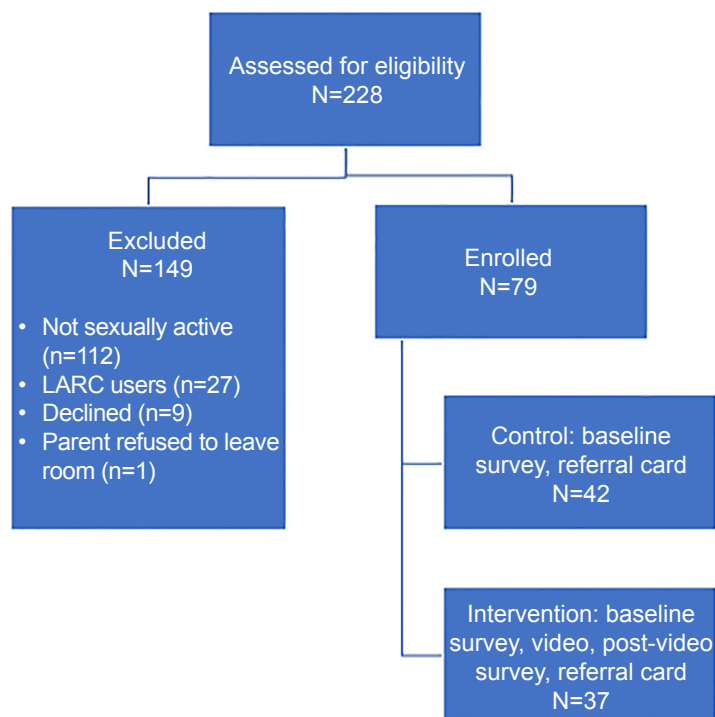 Assessed for eligibility
N=228
Excluded
N=149
• Not sexually active
(n=112)
• LARC users (n=27)
• Declined (n=9)
• Parent refused to leave
room (n=1)
Enrolled
N=79
Control: baseline
survey, referral card
N=42
Intervention: baseline
survey, video, post-video
survey, referral card
N=37